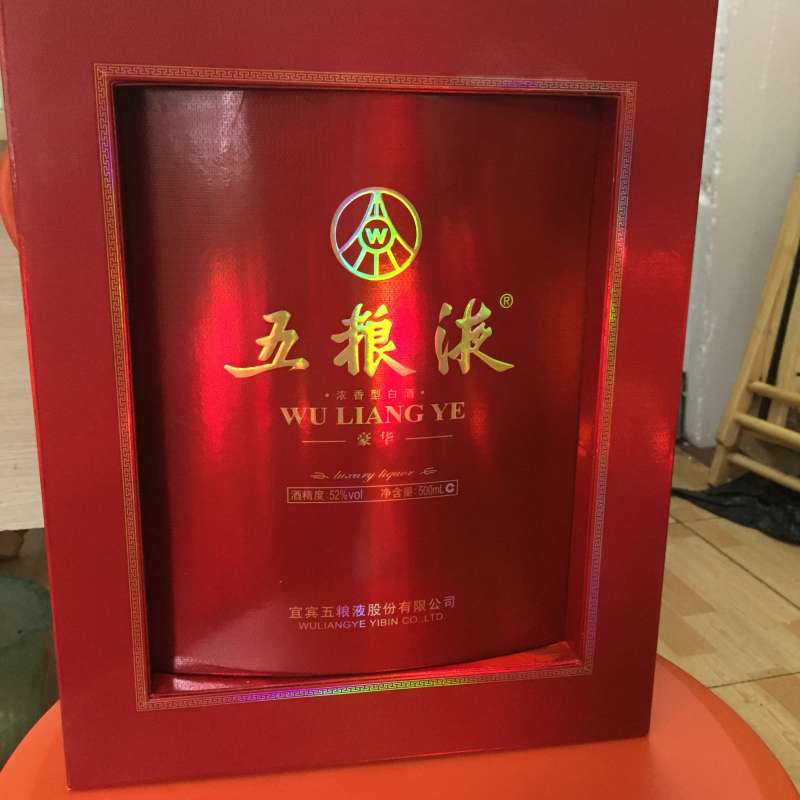 W
五粮液®
·浓香型白酒·
WU LIANG YE
豪华
luxury liquor
酒精度:52%vol 净含量:500mL C
宜宾五粮液股份有限公司
WULIANGYE YIBIN CO.,LTD.